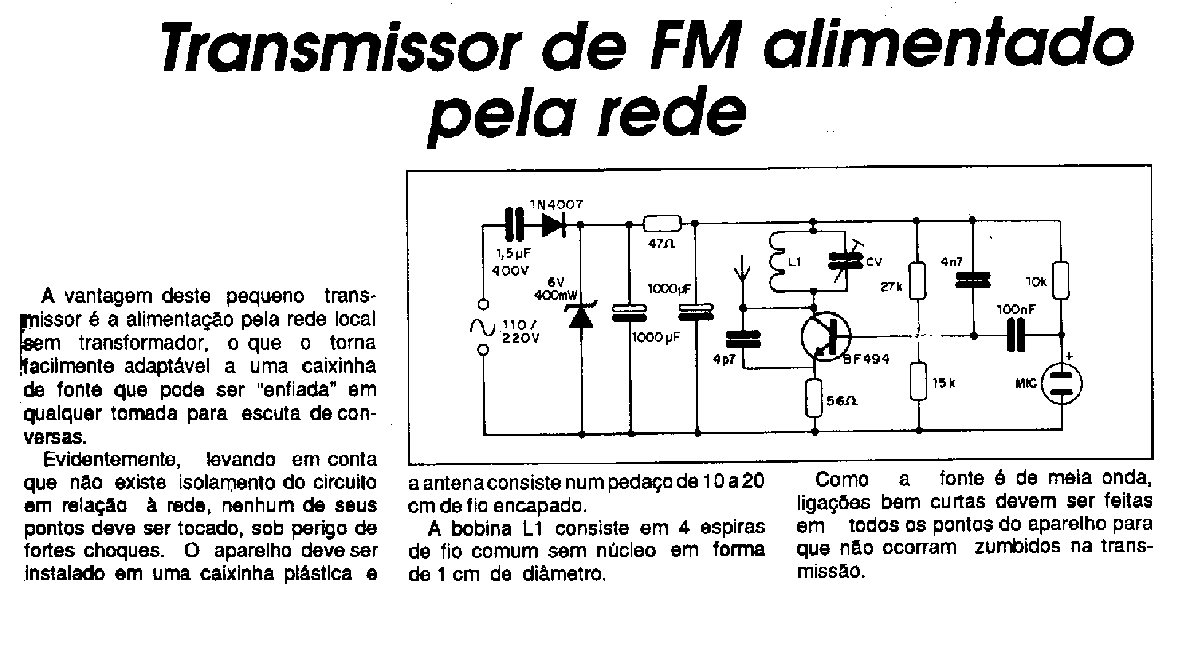 Transmissor de FM alimentado
pela rede
A vantagem deste pequeno trans-
missor é a alimentação pela rede local
sem transformador, o que o torna
facilmente adaptável a uma caixinha
de fonte que pode ser "enfiada" em
qualquer tomada para escuta de con-
versas.
Evidentemente, levando em conta
que não existe isolamento do circuito
em relação à rede, nenhum de seus
pontos deve ser tocado, sob perigo de
fortes choques. O aparelho deve ser
instalado em uma caixinha plástica e
1N4007
1,5µF
400V
6V
400mW
110/
220V
47Ω
1000µF
1000µF
4p7
L1
CV
BF494
56Ω
27k
15k
4n7
100nF
10k
+
MIC
a antena consiste num pedaço de 10 a 20
cm de fio encapado.
A bobina L1 consiste em 4 espiras
de fio comum sem núcleo em forma
de 1 cm de diâmetro.
Como a fonte é de meia onda,
ligações bem curtas devem ser feitas
em todos os pontos do aparelho para
que não ocorram zumbidos na trans-
missão.